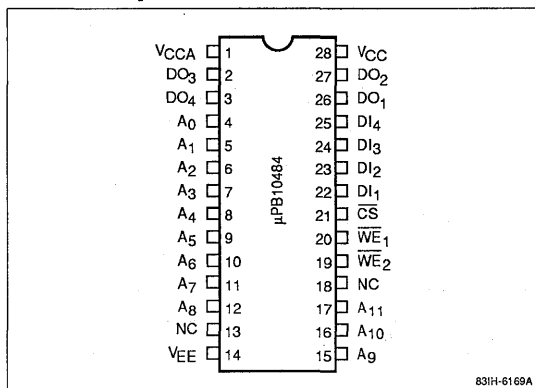 VCCA 1 28 VCC
DO3 2 27 DO2
DO4 3 26 DO1
A0 4 25 DI4
A1 5 24 DI3
A2 6 23 DI2
A3 7 22 DI1
A4 8 21 CS
A5 9 20 WE1
A6 10 19 WE2
A7 11 18 NC
A8 12 17 A11
NC 13 16 A10
VEE 14 15 A9
µPB10484
83IH-6169A